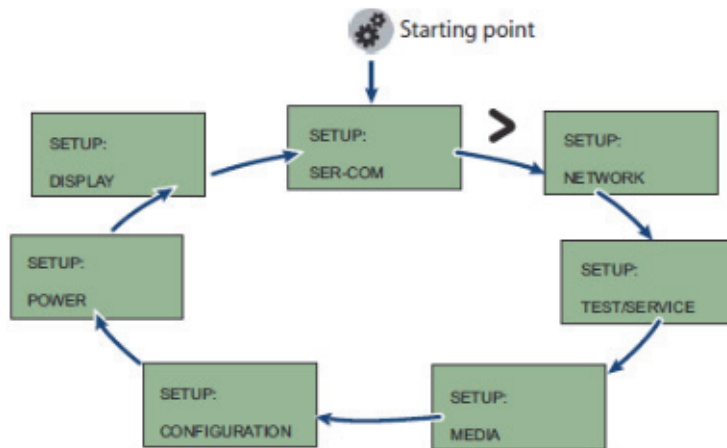 Starting point
SETUP:
SER-COM
>
SETUP:
NETWORK
SETUP:
TEST/SERVICE
SETUP:
MEDIA
SETUP:
CONFIGURATION
SETUP:
POWER
SETUP:
DISPLAY